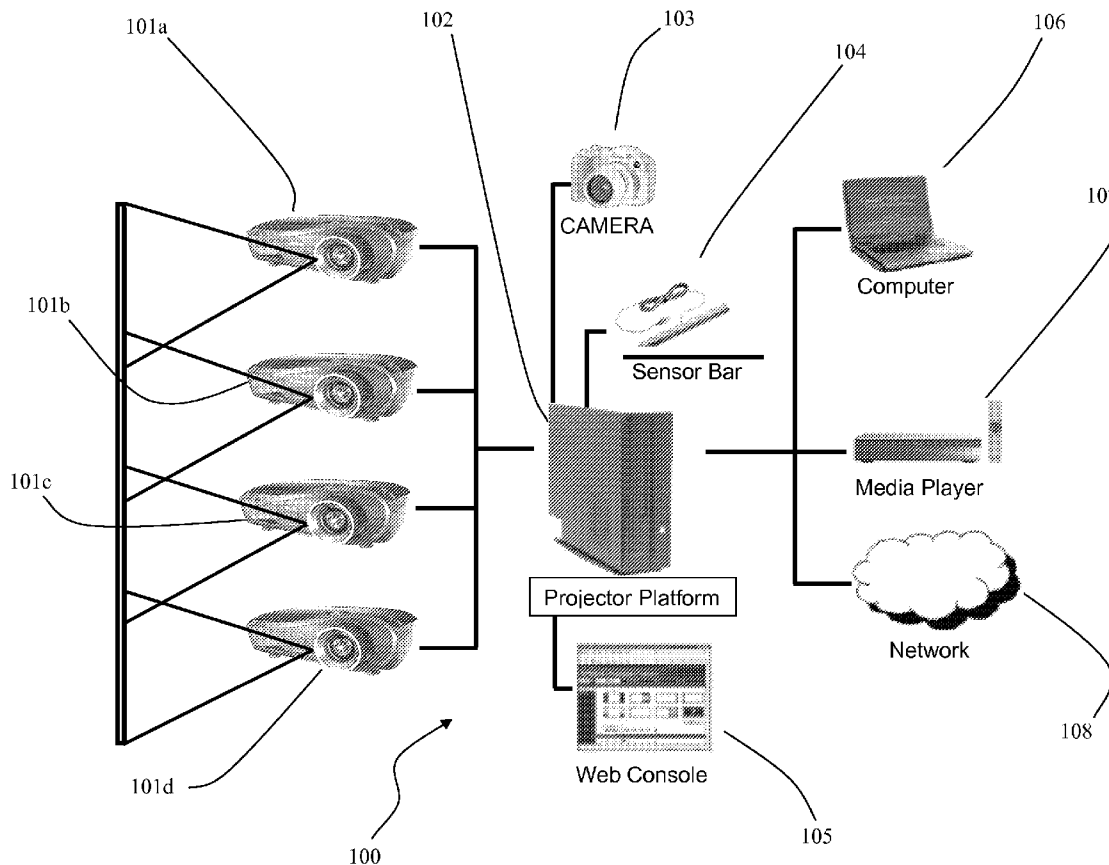 101a
102
103
104
106
CAMERA
Computer
101b
Sensor Bar
101c
Media Player
Projector Platform
Network
108
101d
Web Console
105
100